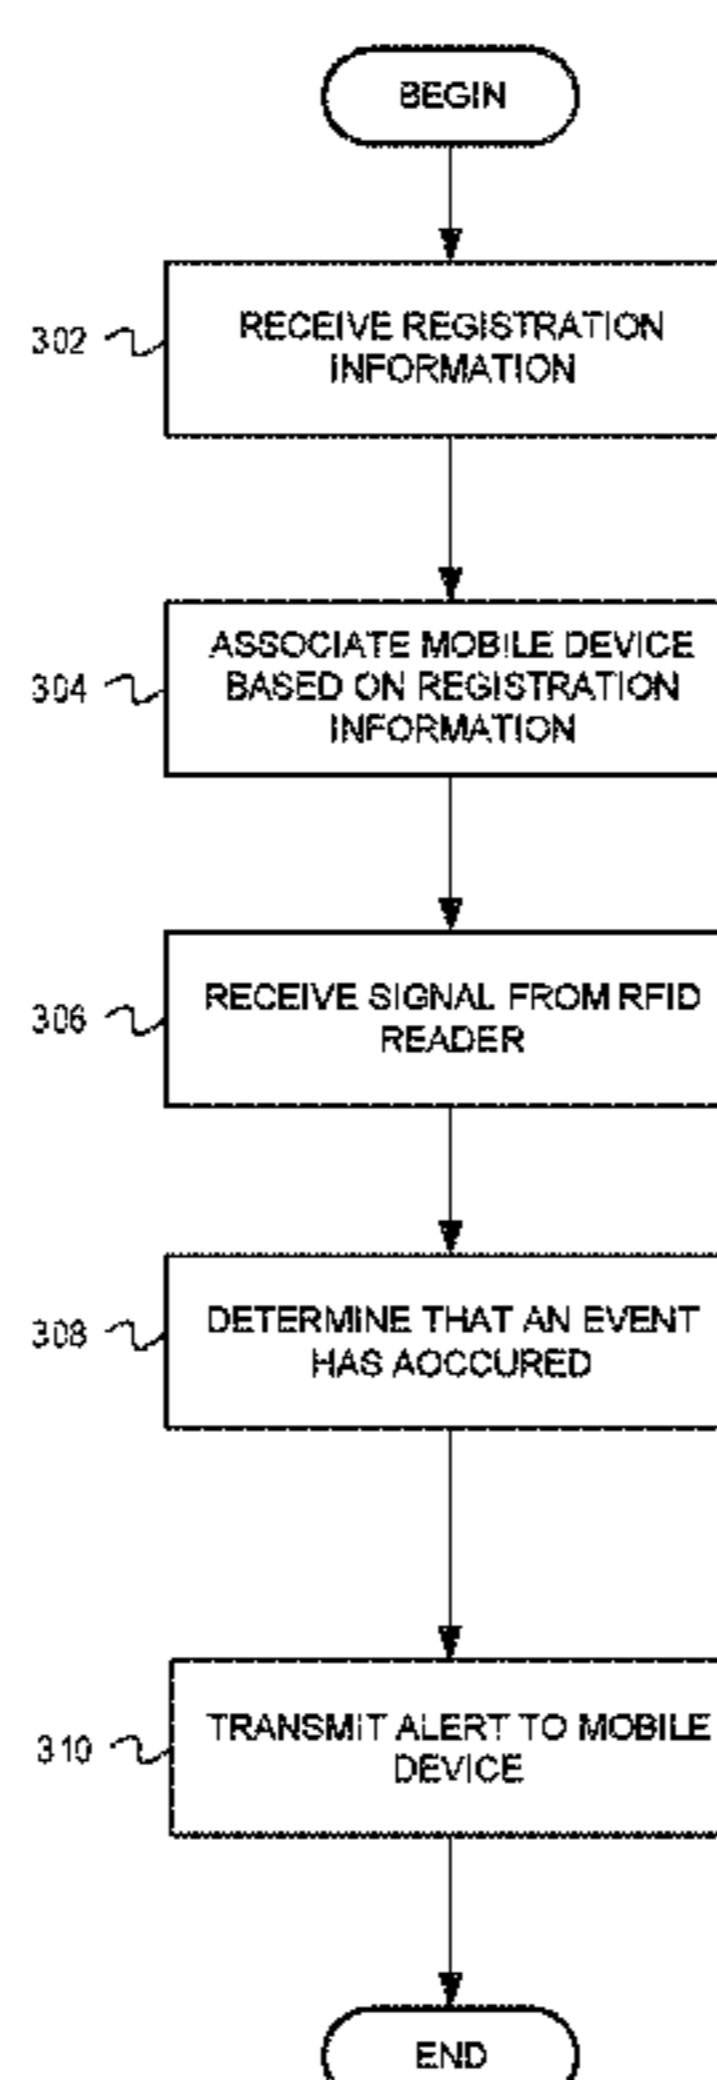 BEGIN
302
RECEIVE REGISTRATION
INFORMATION
304
ASSOCIATE MOBILE DEVICE
BASED ON REGISTRATION
INFORMATION
306
RECEIVE SIGNAL FROM RFID
READER
308
DETERMINE THAT AN EVENT
HAS AOCCURED
310
TRANSMIT ALERT TO MOBILE
DEVICE
END